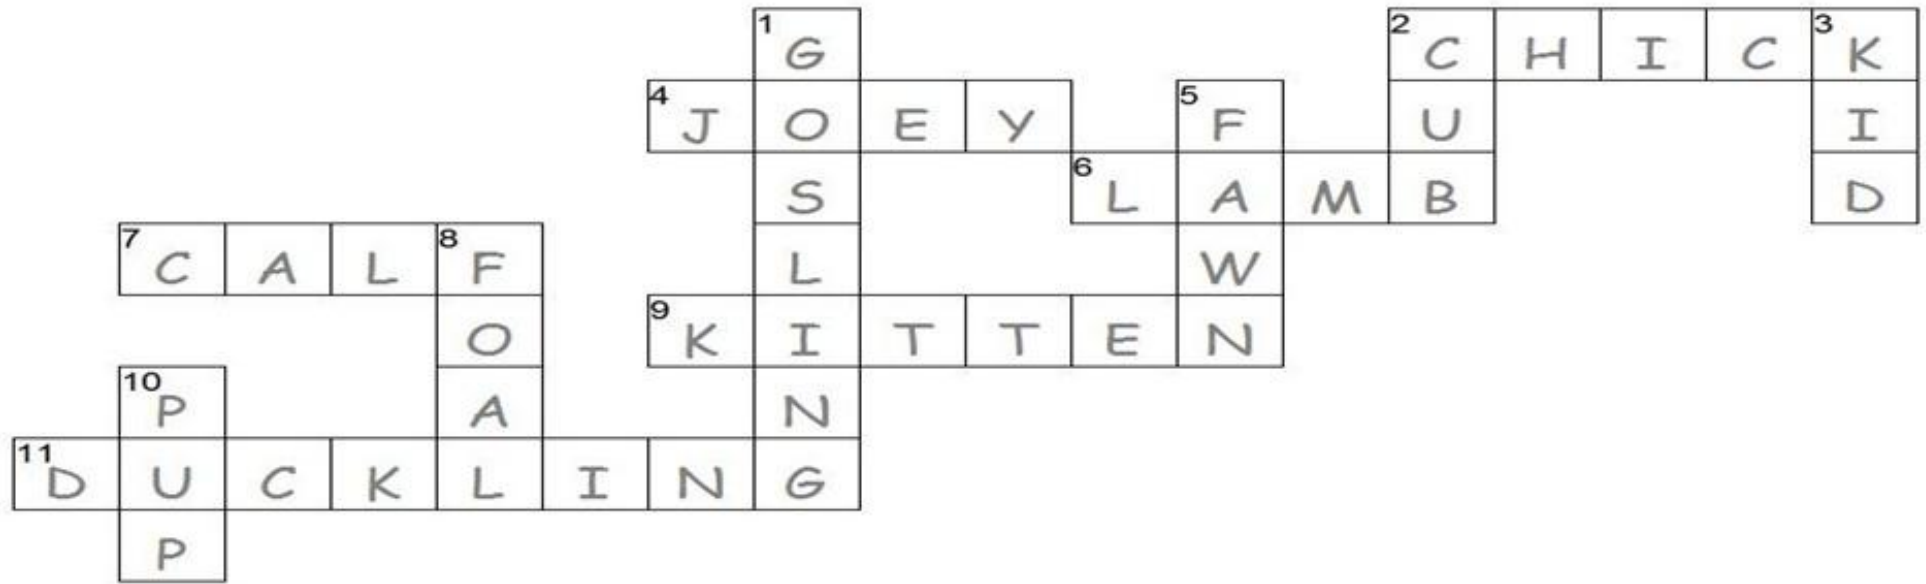 1 G 2 C H I C 3 K
4 J O E Y 5 F U I
S 6 L A M B D
7 C A L 8 F L W
O 9 K I T T E N
10 P A N
11 D U C K L I N G
P